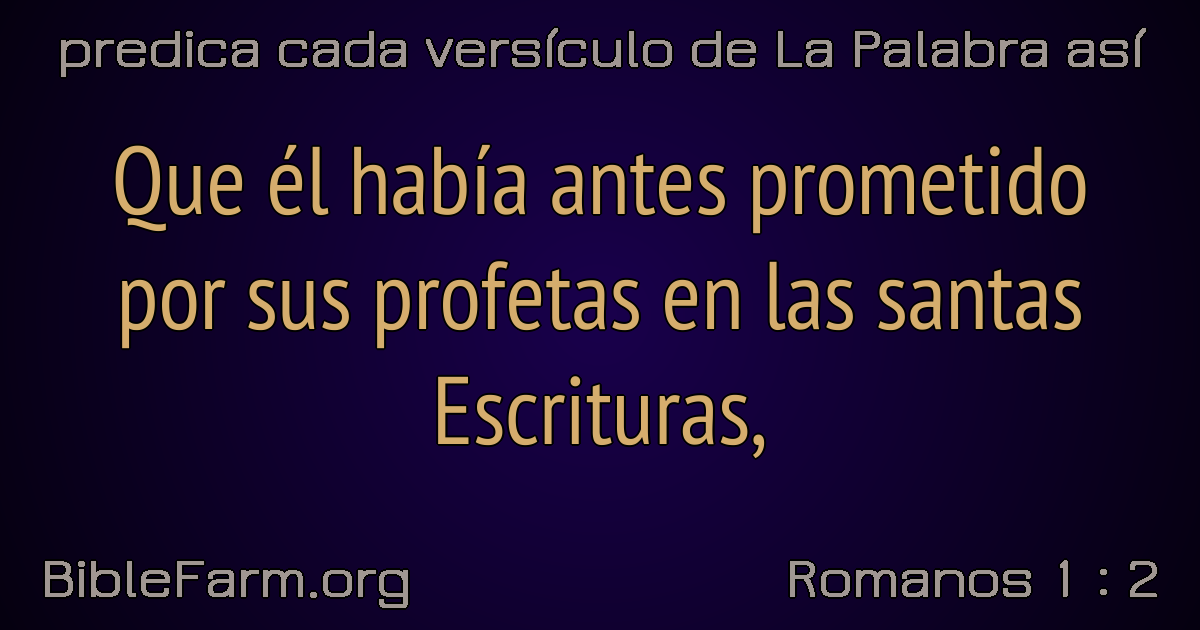 predica cada versículo de La Palabra así
Que él había antes prometido
por sus profetas en las santas
Escrituras,
BibleFarm.org
Romanos 1 : 2